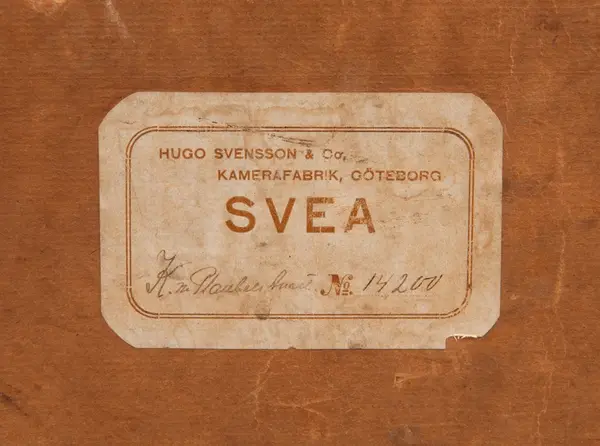 HUGO SVENSSON & Co,
KAMERAFABRIK, GÖTEBORG
SVEA
K. No. 14200